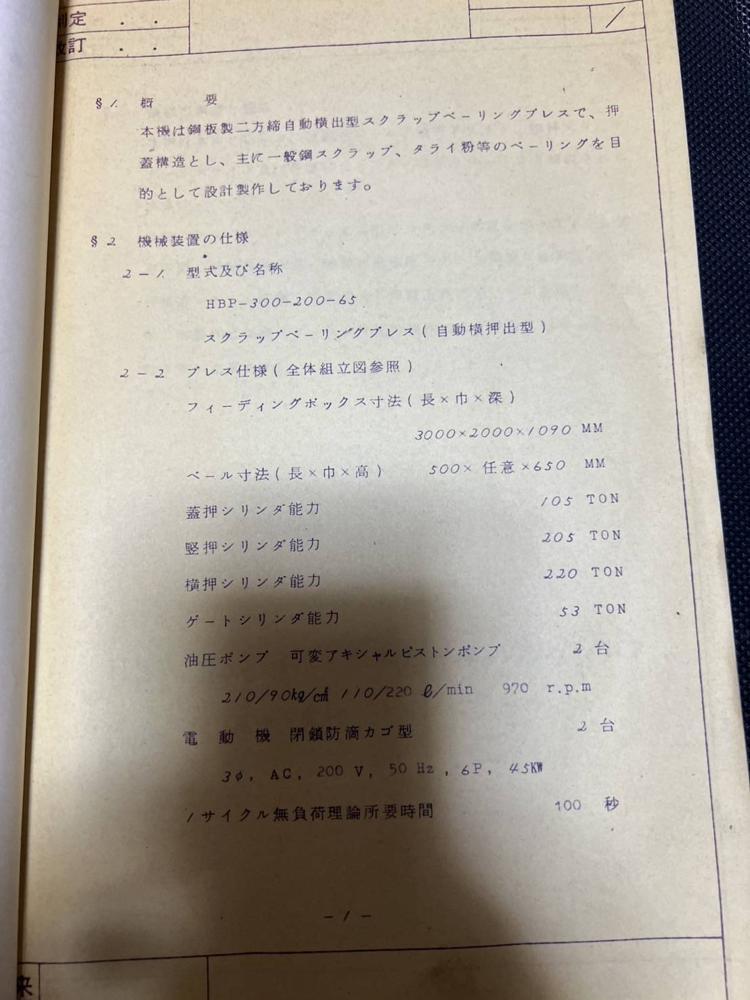 制定 ・ ・
改訂 ・ ・
/
§1. 概 要
本機は鋼板製二方締自動横出型スクラップベーリングプレスで、押
蓋構造とし、主に一般鋼スクラップ、タライ粉等のベーリングを目
的として設計製作しております。
§2 機械装置の仕様
2-1 型式及び名称
HBP-300-200-65
スクラップベーリングプレス(自動横押出型)
2-2 プレス仕様(全体組立図参照)
フィーディングボックス寸法(長×巾×深)
3000×2000×1090 MM
ベール寸法(長×巾×高) 500×任意×650 MM
蓋押シリンダ能力 105 TON
竪押シリンダ能力 205 TON
横押シリンダ能力 220 TON
ゲートシリンダ能力 53 TON
油圧ポンプ 可変アキシャルピストンポンプ 2台
210/90㎏/㎠ 110/220 ℓ/min 970 r.p.m
電動機 閉鎖防滴カゴ型 2台
3φ, AC, 200 V, 50 Hz, 6P, 45KW
1サイクル無負荷理論所要時間 100 秒
-1-
来